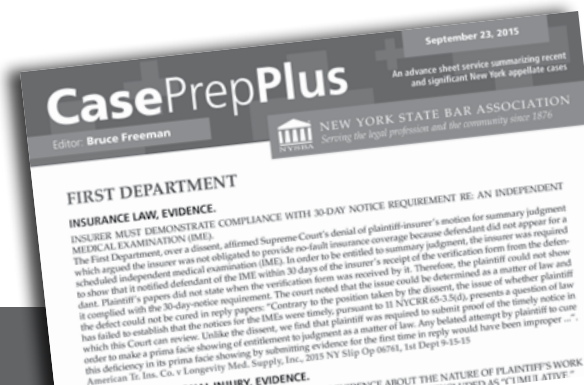 September 23, 2015
CasePrepPlus
An advance sheet service summarizing recent
and significant New York appellate cases
Editor: Bruce Freeman
NYSBA
NEW YORK STATE BAR ASSOCIATION
Serving the legal profession and the community since 1876
FIRST DEPARTMENT
INSURANCE LAW, EVIDENCE.
INSURER MUST DEMONSTRATE COMPLIANCE WITH 30-DAY NOTICE REQUIREMENT RE: AN INDEPENDENT
MEDICAL EXAMINATION (IME).
The First Department, over a dissent, affirmed Supreme Court's denial of plaintiff-insurer's motion for summary judgment
which argued the insurer was not obligated to provide no-fault insurance coverage because defendant did not appear for a
scheduled independent medical examination (IME). In order to be entitled to summary judgment, the insurer was required
to show that it notified defendant of the IME within 30 days of the insurer's receipt of the verification form from the defen-
dant. Plaintiff's papers did not state when the verification form was received by it. Therefore, the plaintiff could not show
it complied with the 30-day-notice requirement. The court noted that the issue could be determined as a matter of law and
the defect could not be cured in reply papers: "Contrary to the position taken by the dissent, the issue of whether plaintiff
has failed to establish that the notices for the IMEs were timely, pursuant to 11 NYCRR 65-3.5(d), presents a question of law
which this Court can review. Unlike the dissent, we find that plaintiff was required to submit proof of the timely notice in
order to make a prima facie showing of entitlement to judgment as a matter of law. Any belated attempt by plaintiff to cure
this deficiency in its prima facie showing by submitting evidence for the first time in reply would have been improper ...".
American Tr. Ins. Co. v Longevity Med. Supply, Inc., 2015 NY Slip Op 06761, 1st Dept 9-15-15
INJURY, EVIDENCE.
ABOUT THE NATURE OF PLAINTIFF'S WORK
AS "CUMULATIVE."